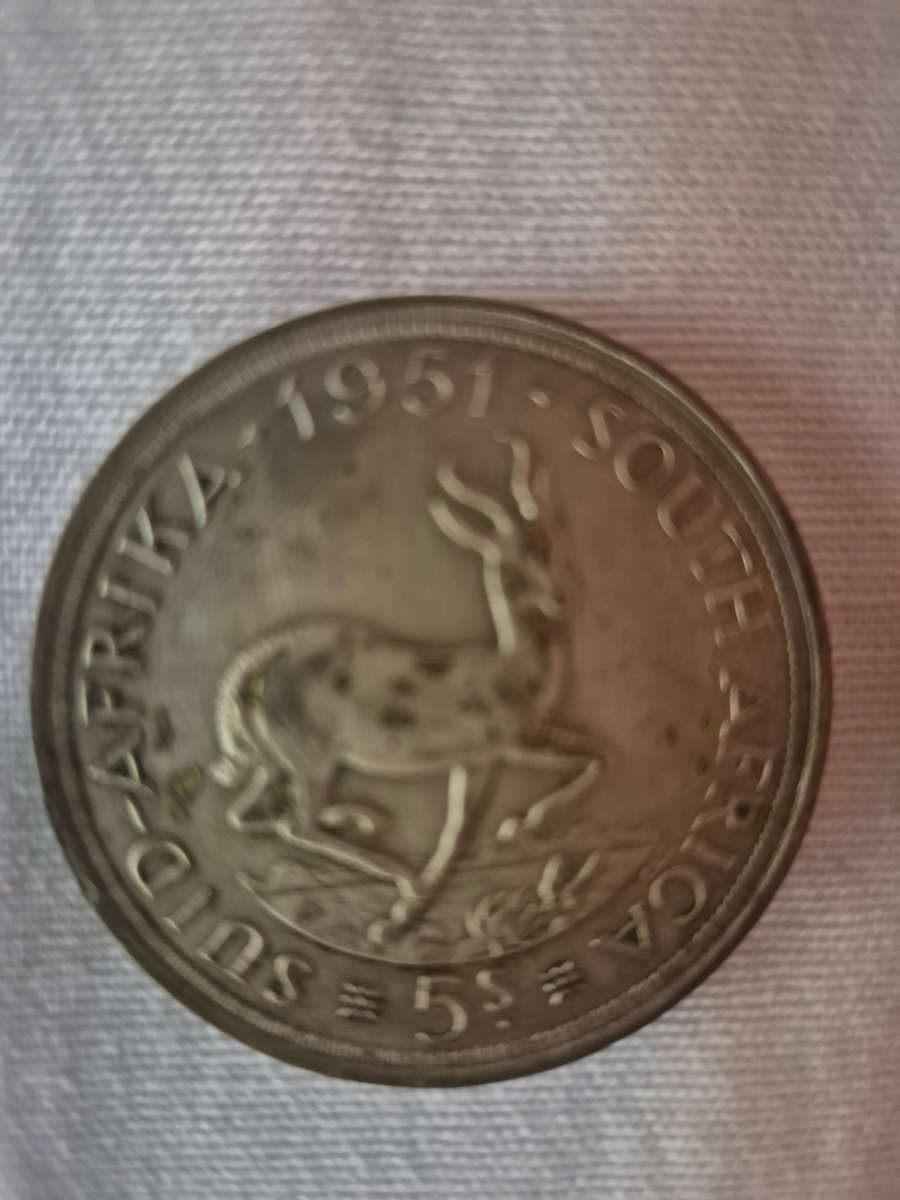 SUID-AFRIKA · 1951 · SOUTH AFRICA
5S